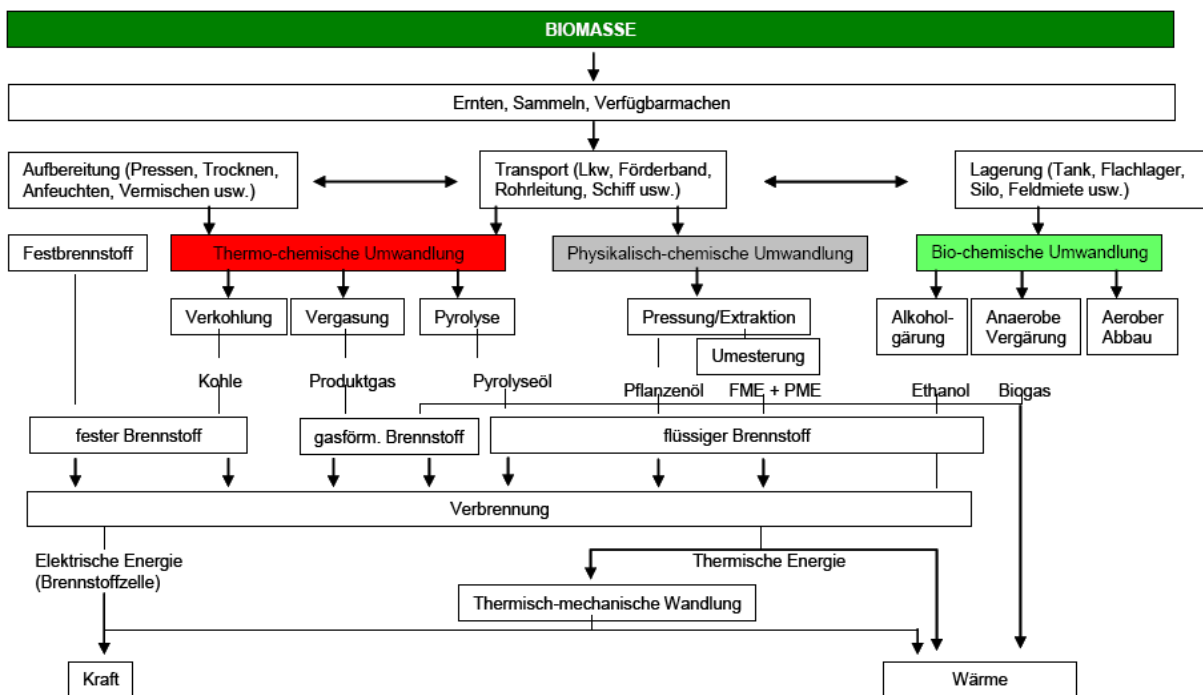 BIOMASSE
Ernten, Sammeln, Verfügbarmachen
Aufbereitung (Pressen, Trocknen,
Anfeuchten, Vermischen usw.)
Transport (Lkw, Förderband,
Rohrleitung, Schiff usw.)
Lagerung (Tank, Flachlager,
Silo, Feldmiete usw.)
Festbrennstoff
Thermo-chemische Umwandlung
Physikalisch-chemische Umwandlung
Bio-chemische Umwandlung
Verkohlung
Vergasung
Pyrolyse
Pressung/Extraktion
Alkohol-
gärung
Anaerobe
Vergärung
Aerober
Abbau
Umesterung
Kohle
Produktgas
Pyrolyseöl
Pflanzenöl
FME + PME
Ethanol
Biogas
fester Brennstoff
gasförm. Brennstoff
flüssiger Brennstoff
Verbrennung
Elektrische Energie
(Brennstoffzelle)
Thermische Energie
Thermisch-mechanische Wandlung
Kraft
Wärme